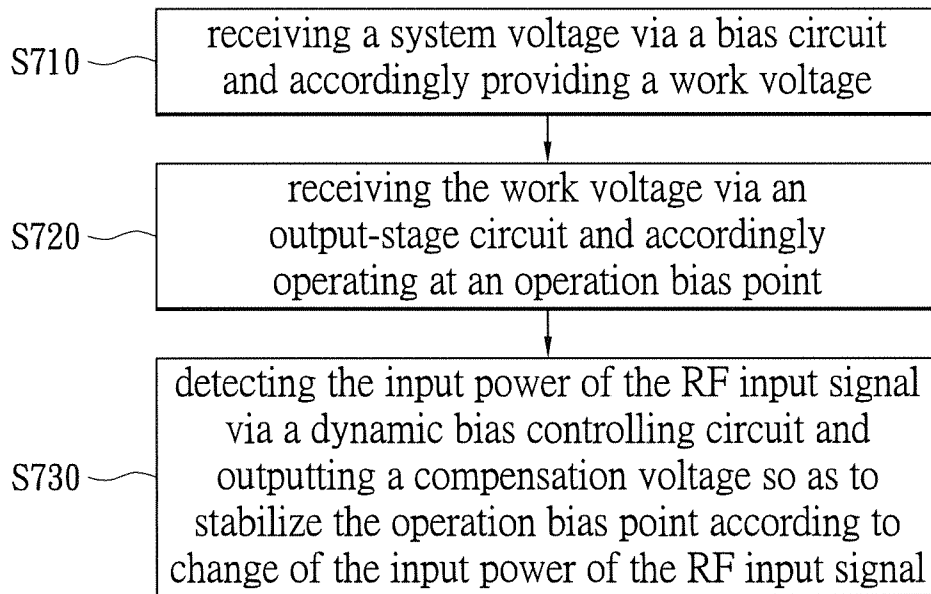 S710
receiving a system voltage via a bias circuit
and accordingly providing a work voltage
S720
receiving the work voltage via an
output-stage circuit and accordingly
operating at an operation bias point
S730
detecting the input power of the RF input signal
via a dynamic bias controlling circuit and
outputting a compensation voltage so as to
stabilize the operation bias point according to
change of the input power of the RF input signal